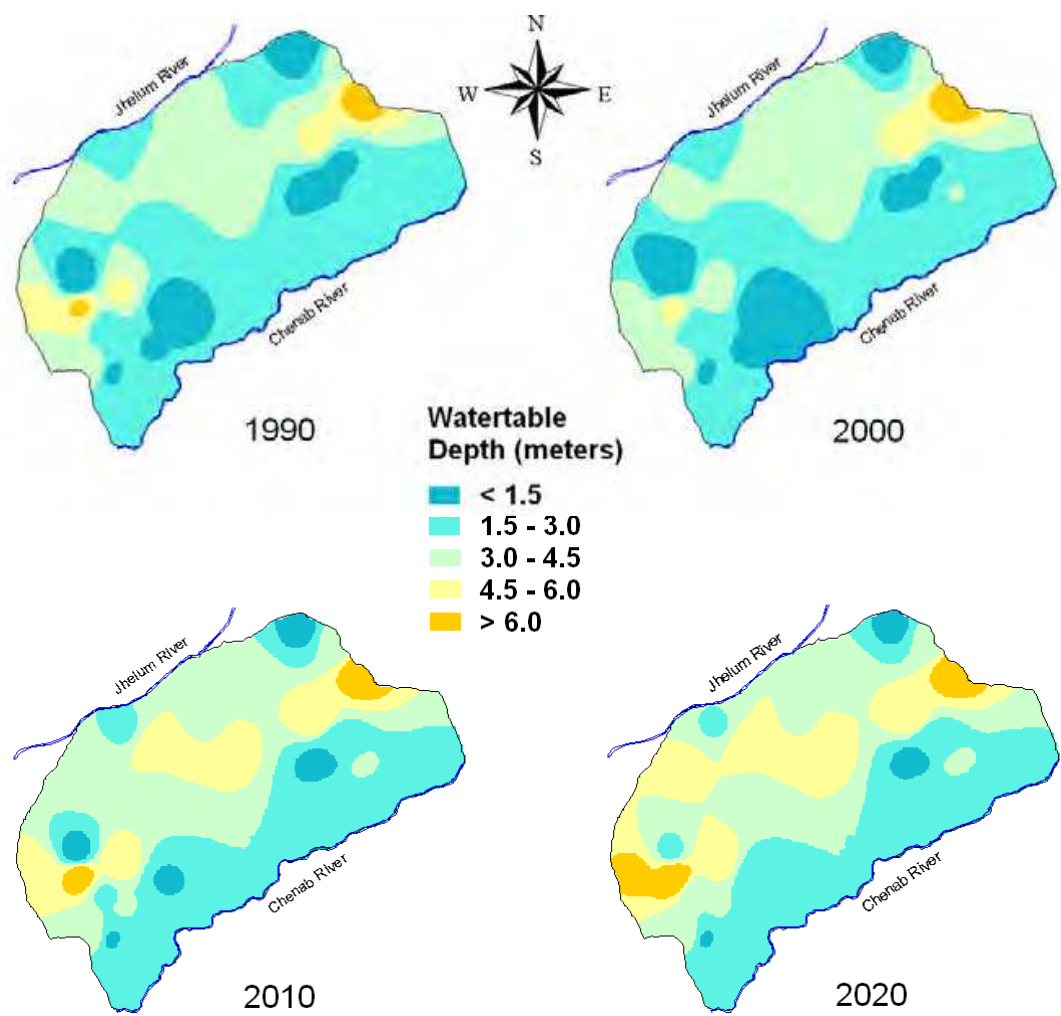 N
Jhelum River
Jhelum River
W E
S
Chenab River
Chenab River
1990
2000
Watertable
Depth (meters)
< 1.5
1.5 - 3.0
3.0 - 4.5
4.5 - 6.0
> 6.0
Jhelum River
Jhelum River
Chenab River
Chenab River
2010
2020